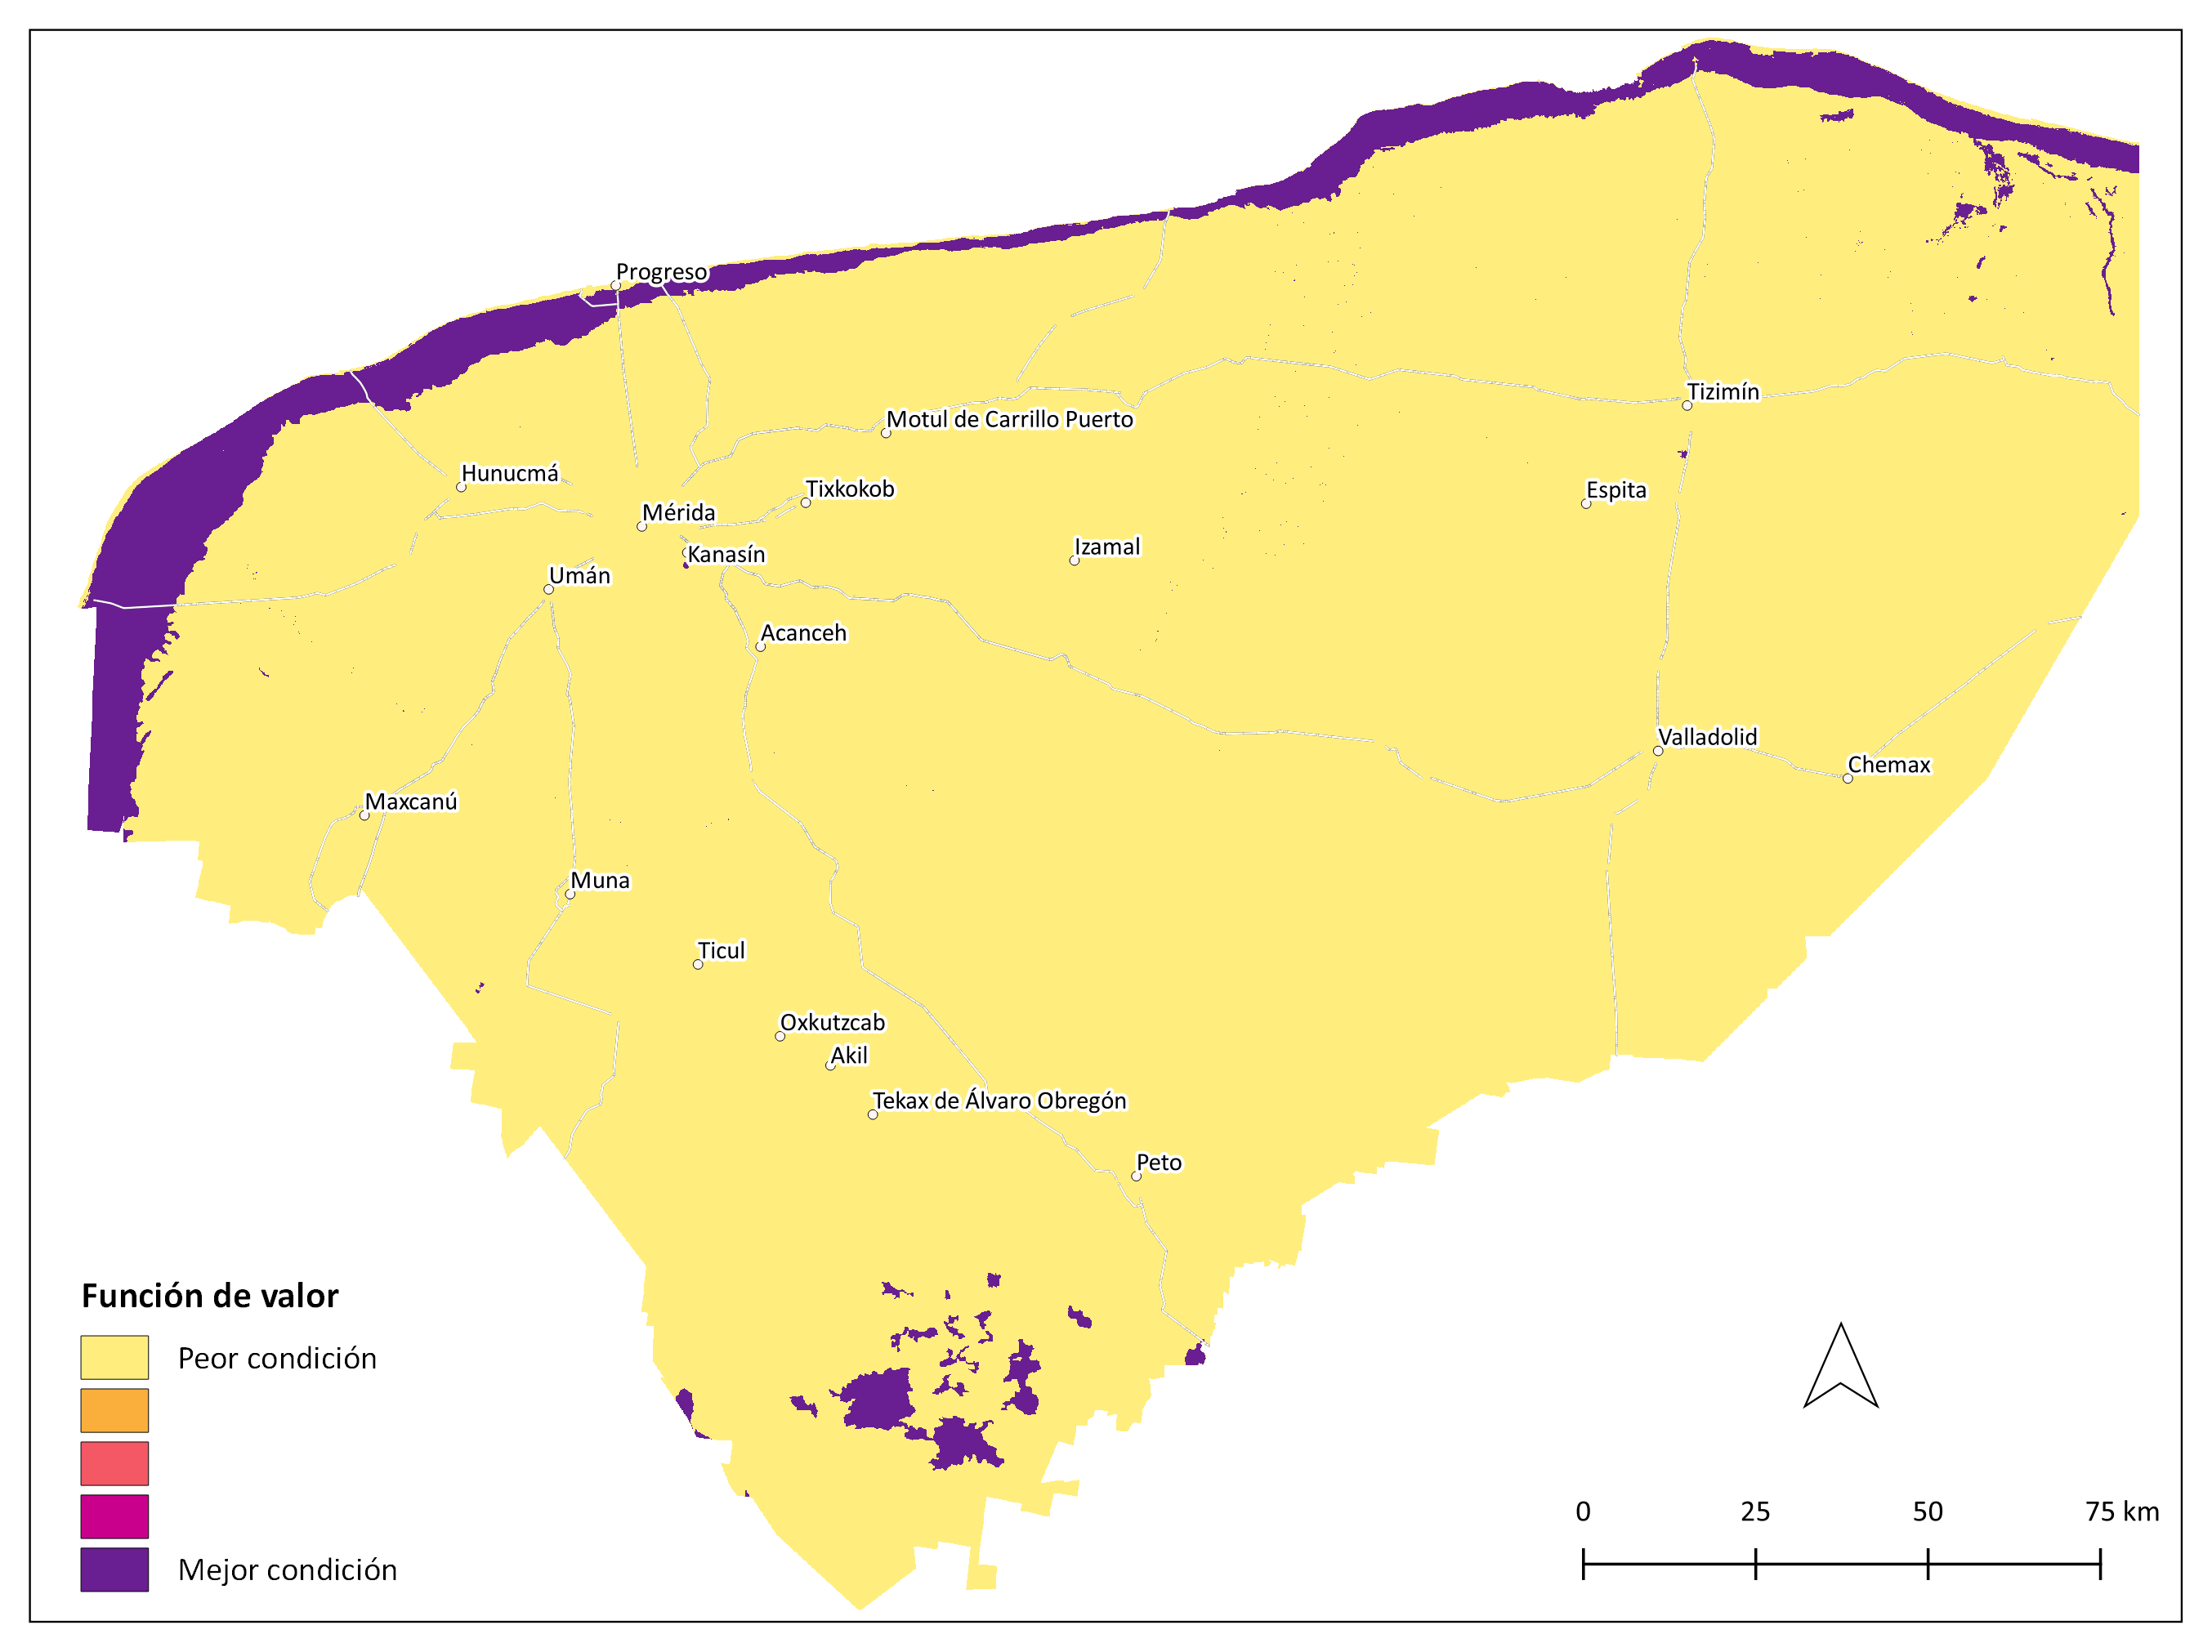 Progreso
Tizimín
Motul de Carrillo Puerto
Hunucmá
Tixkokob
Espita
Mérida
Izamal
Kanasín
Umán
Acanceh
Valladolid
Chemax
Maxcanú
Muna
Ticul
Oxkutzcab
Akil
Tekax de Álvaro Obregón
Peto
Función de valor
Peor condición
Mejor condición
0 25 50 75 km